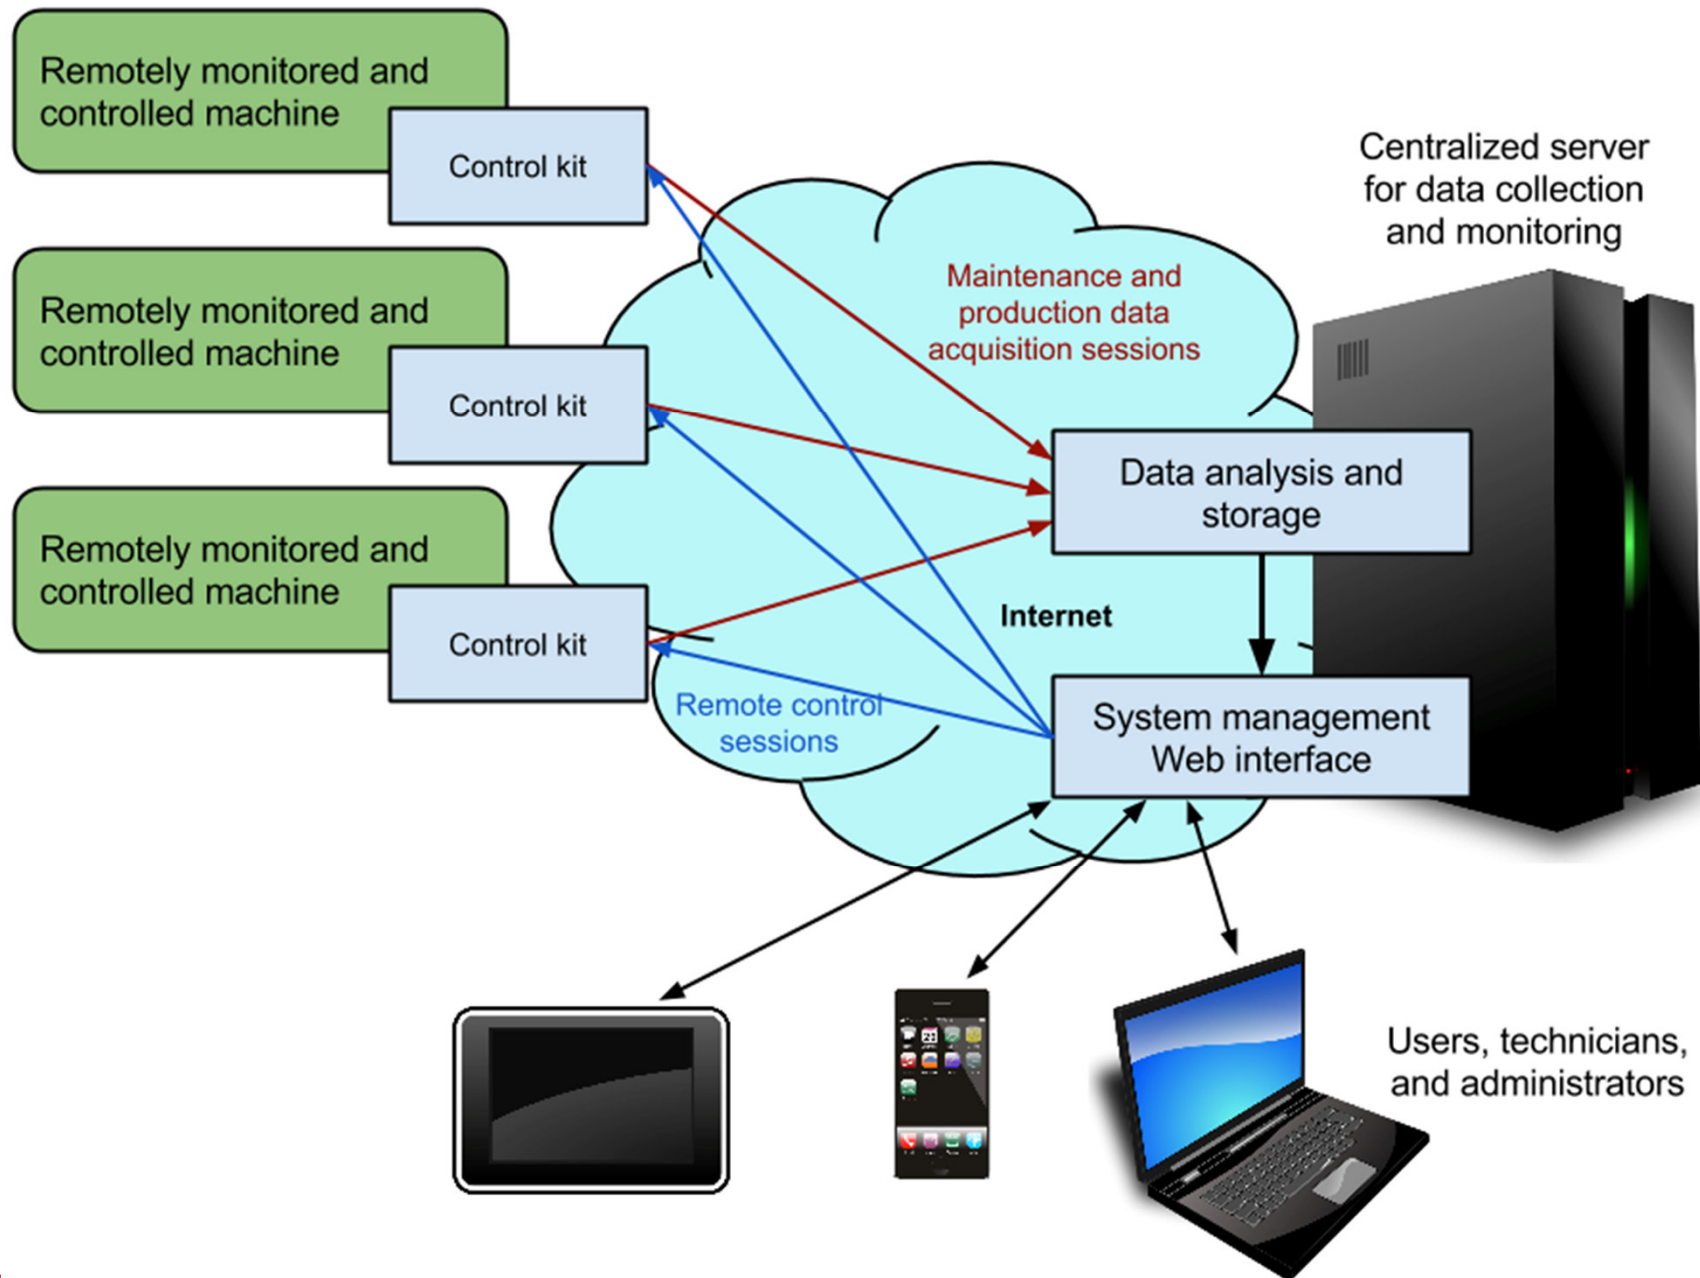 Remotely monitored and
controlled machine
Control kit
Remotely monitored and
controlled machine
Control kit
Remotely monitored and
controlled machine
Control kit
Centralized server
for data collection
and monitoring
Maintenance and
production data
acquisition sessions
Data analysis and
storage
Internet
Remote control
sessions
System management
Web interface
Users, technicians,
and administrators